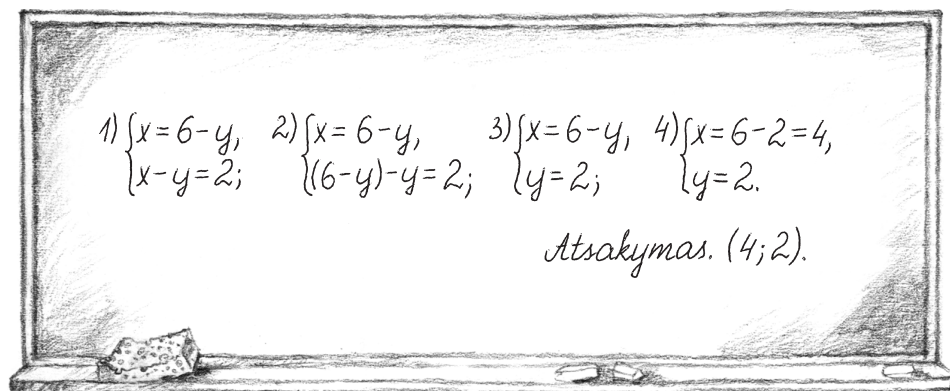 1) { x = 6 - y, 2) { x = 6 - y, 3) { x = 6 - y, 4) { x = 6 - 2 = 4,
x - y = 2; (6 - y) - y = 2; y = 2; y = 2.
Atsakymas. (4; 2).